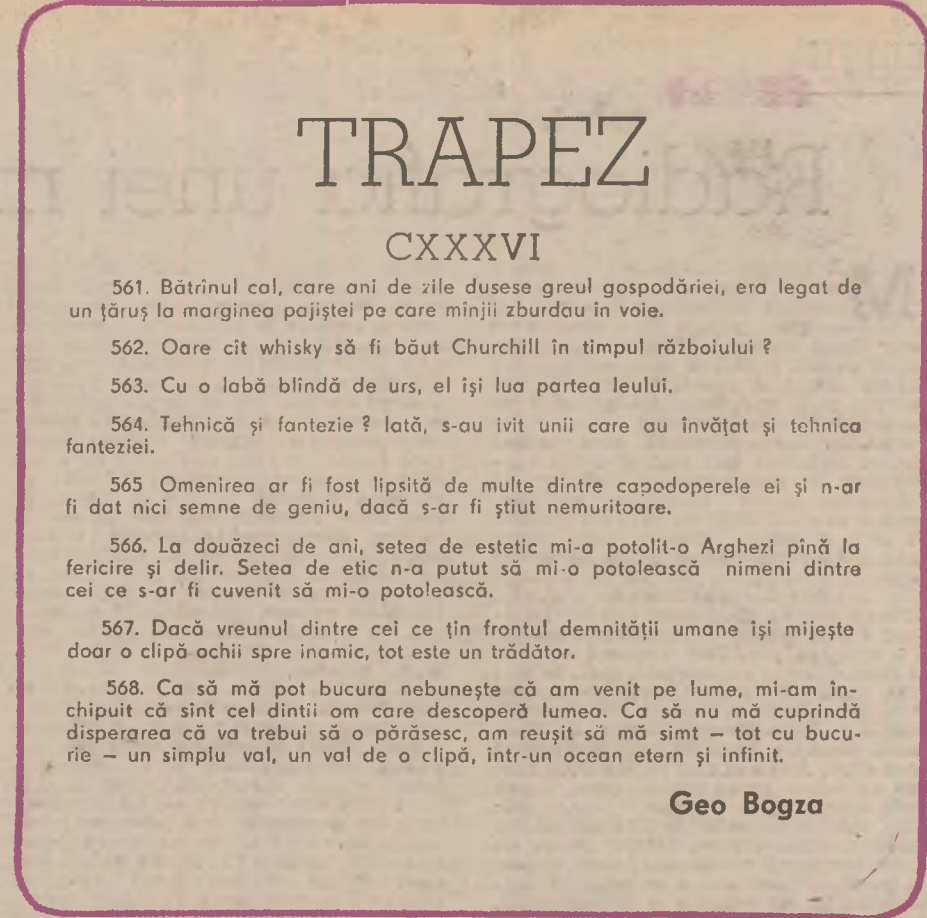 TRAPEZ
CXXXVI
561. Bătrînul cal, care ani de zile dusese greul gospodăriei, era legat de
un țăruș la marginea pajiștei pe care mînjii zburdau în voie.
562. Oare cît whisky să fi băut Churchill în timpul războiului ?
563. Cu o labă blîndă de urs, el își lua partea leului.
564. Tehnică și fantezie ? Iată, s-au ivit unii care au învățat și tehnica
fanteziei.
565 Omenirea ar fi fost lipsită de multe dintre capodoperele ei și n-ar
fi dat nici semne de geniu, dacă s-ar fi știut nemuritoare.
566. La douăzeci de ani, setea de estetic mi-a potolit-o Arghezi pînă la
fericire și delir. Setea de etic n-a putut să mi-o potolească nimeni dintre
cei ce s-ar fi cuvenit să mi-o potolească.
567. Dacă vreunul dintre cei ce țin frontul demnității umane își mijește
doar o clipă ochii spre inamic, tot este un trădător.
568. Ca să mă pot bucura nebunește că am venit pe lume, mi-am în-
chipuit că sînt cel dintîi om care descoperă lumea. Ca să nu mă cuprindă
disperarea că va trebui să o părăsesc, am reușit să mă simt — tot cu bucu-
rie — un simplu val, un val de o clipă, într-un ocean etern și infinit.
Geo Bogza